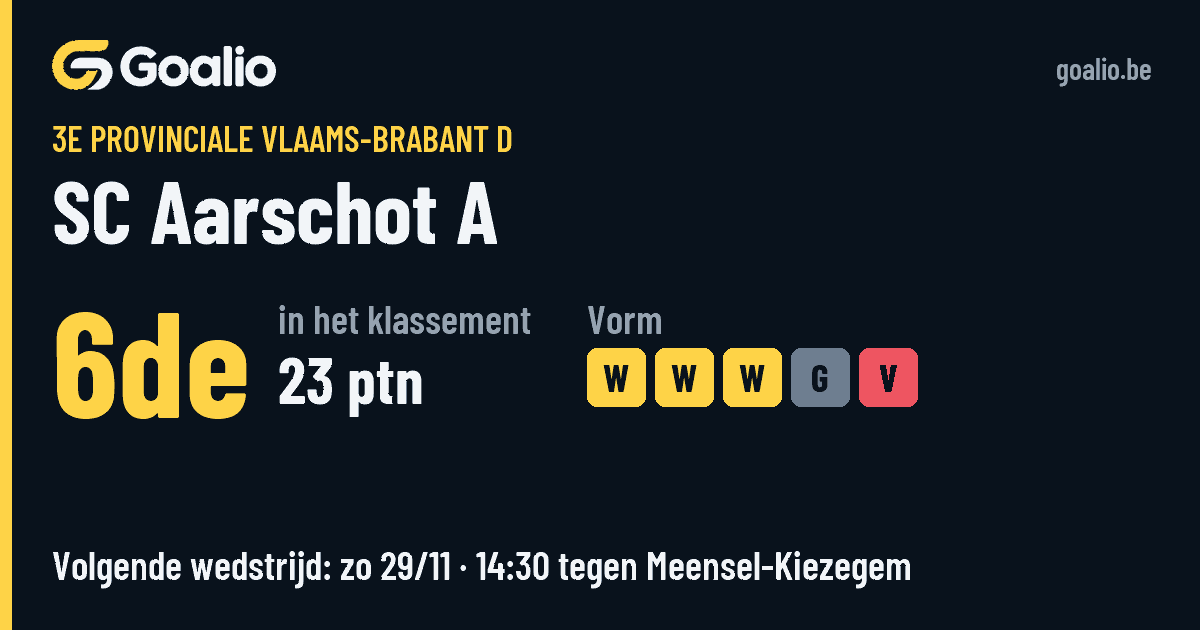 Goalio
goalio.be
3E PROVINCIALE VLAAMS-BRABANT D
SC Aarschot A
6de
in het klassement
23 ptn
Vorm
W W W G V
Volgende wedstrijd: zo 29/11 · 14:30 tegen Meensel-Kiezegem